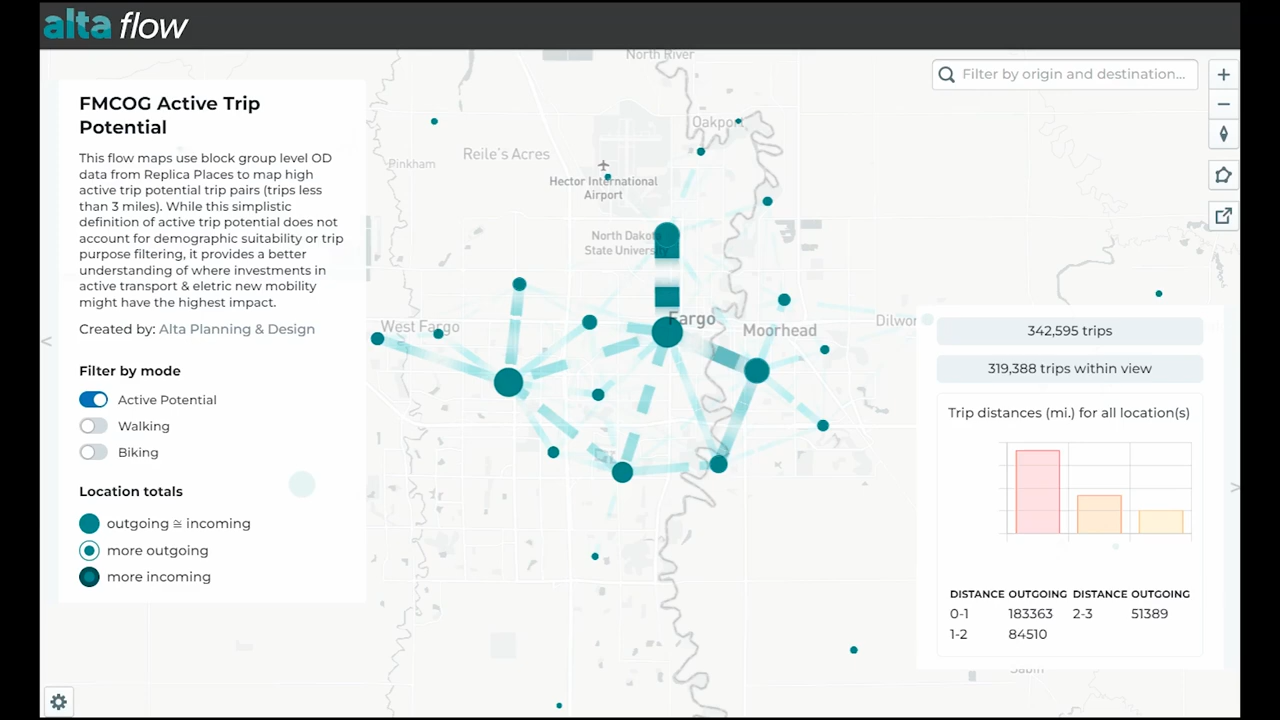 alta flow
FMCOG Active Trip
Potential
This flow maps use block group level OD
data from Replica Places to map high
active trip potential trip pairs (trips less
than 3 miles). While this simplistic
definition of active trip potential does not
account for demographic suitability or trip
purpose filtering, it provides a better
understanding of where investments in
active transport & eletric new mobility
might have the highest impact.
Created by: Alta Planning & Design
Filter by mode
Active Potential
Walking
Biking
Location totals
outgoing ≅ incoming
more outgoing
more incoming
North River
Oakport
Pinkham
Reile's Acres
Hector International
Airport
North Dakota
State University
West Fargo
Fargo
Moorhead
Dilwor
Filter by origin and destination...
342,595 trips
319,388 trips within view
Trip distances (mi.) for all location(s)
DISTANCE OUTGOING DISTANCE OUTGOING
0-1 183363 2-3 51389
1-2 84510
Sabin